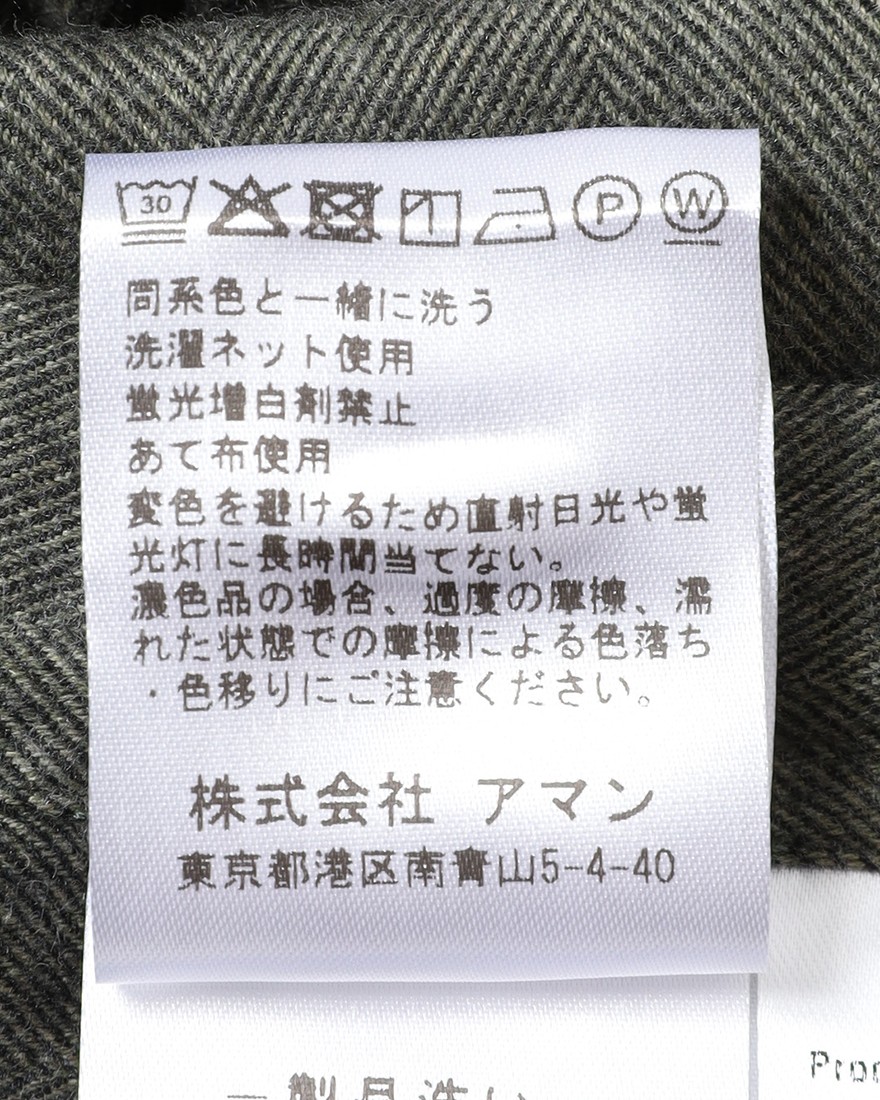 30 P W
同系色と一緒に洗う
洗濯ネット使用
蛍光増白剤禁止
あて布使用
変色を避けるため直射日光や蛍
光灯に長時間当てない。
濃色品の場合、過度の摩擦、濡
れた状態での摩擦による色落ち
・色移りにご注意ください。
株式会社 アマン
東京都港区南青山5-4-40